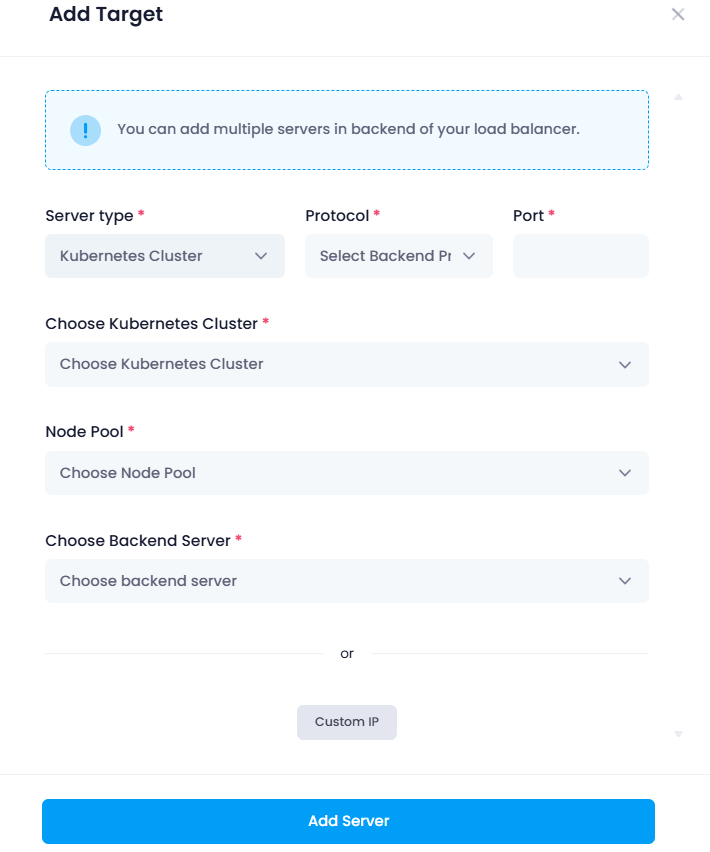 Add Target
You can add multiple servers in backend of your load balancer.
Server type * Protocol * Port *
Kubernetes Cluster Select Backend Pr
Choose Kubernetes Cluster *
Choose Kubernetes Cluster
Node Pool *
Choose Node Pool
Choose Backend Server *
Choose backend server
or
Custom IP
Add Server